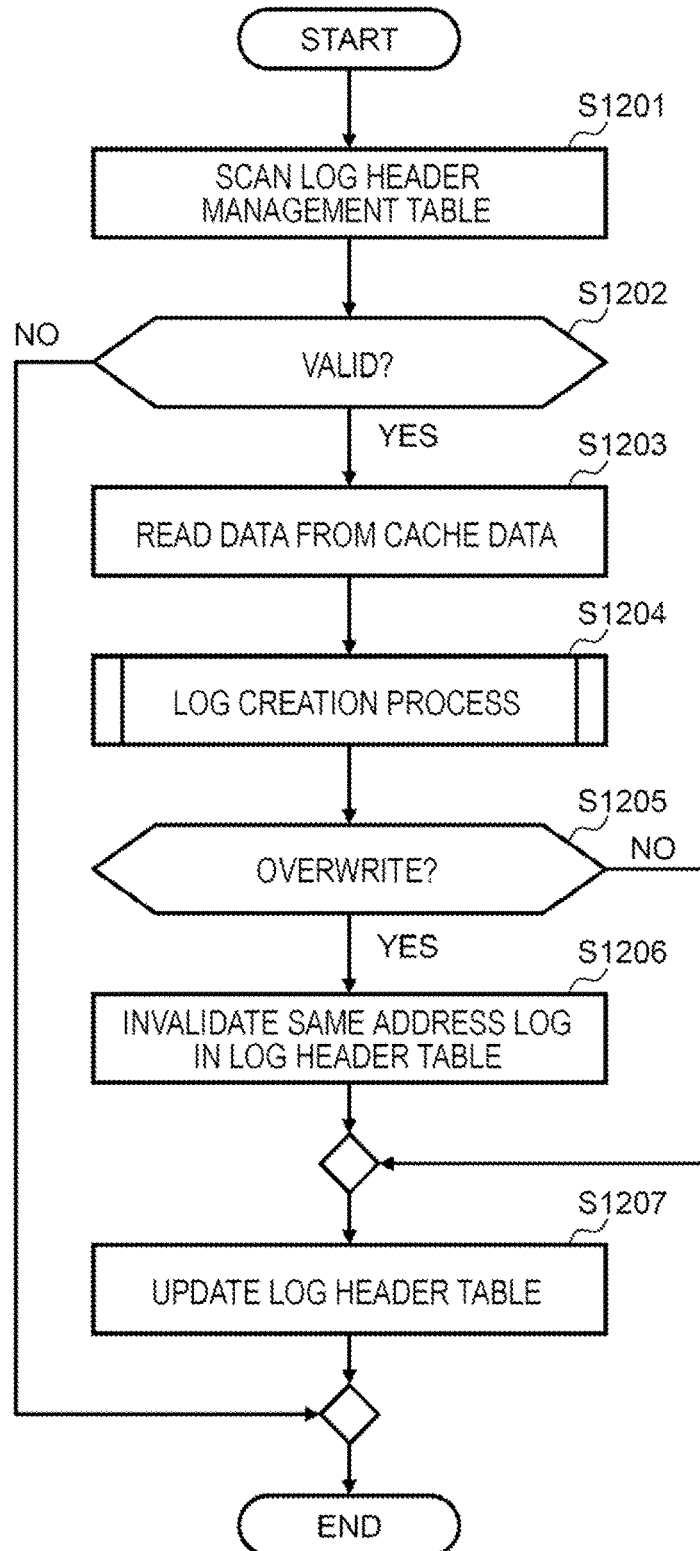 START
S1201
SCAN LOG HEADER
MANAGEMENT TABLE
S1202
NO
VALID?
YES
S1203
READ DATA FROM CACHE DATA
S1204
LOG CREATION PROCESS
S1205
OVERWRITE?
NO
YES
S1206
INVALIDATE SAME ADDRESS LOG
IN LOG HEADER TABLE
S1207
UPDATE LOG HEADER TABLE
END